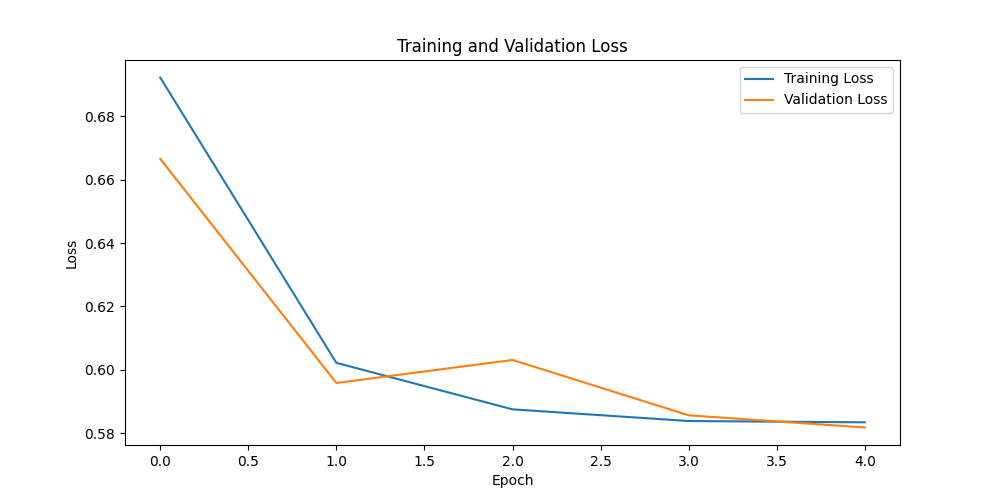 Training and Validation Loss
Training Loss
Validation Loss
0.68
0.66
0.64
0.62
0.60
0.58
Loss
0.0 0.5 1.0 1.5 2.0 2.5 3.0 3.5 4.0
Epoch